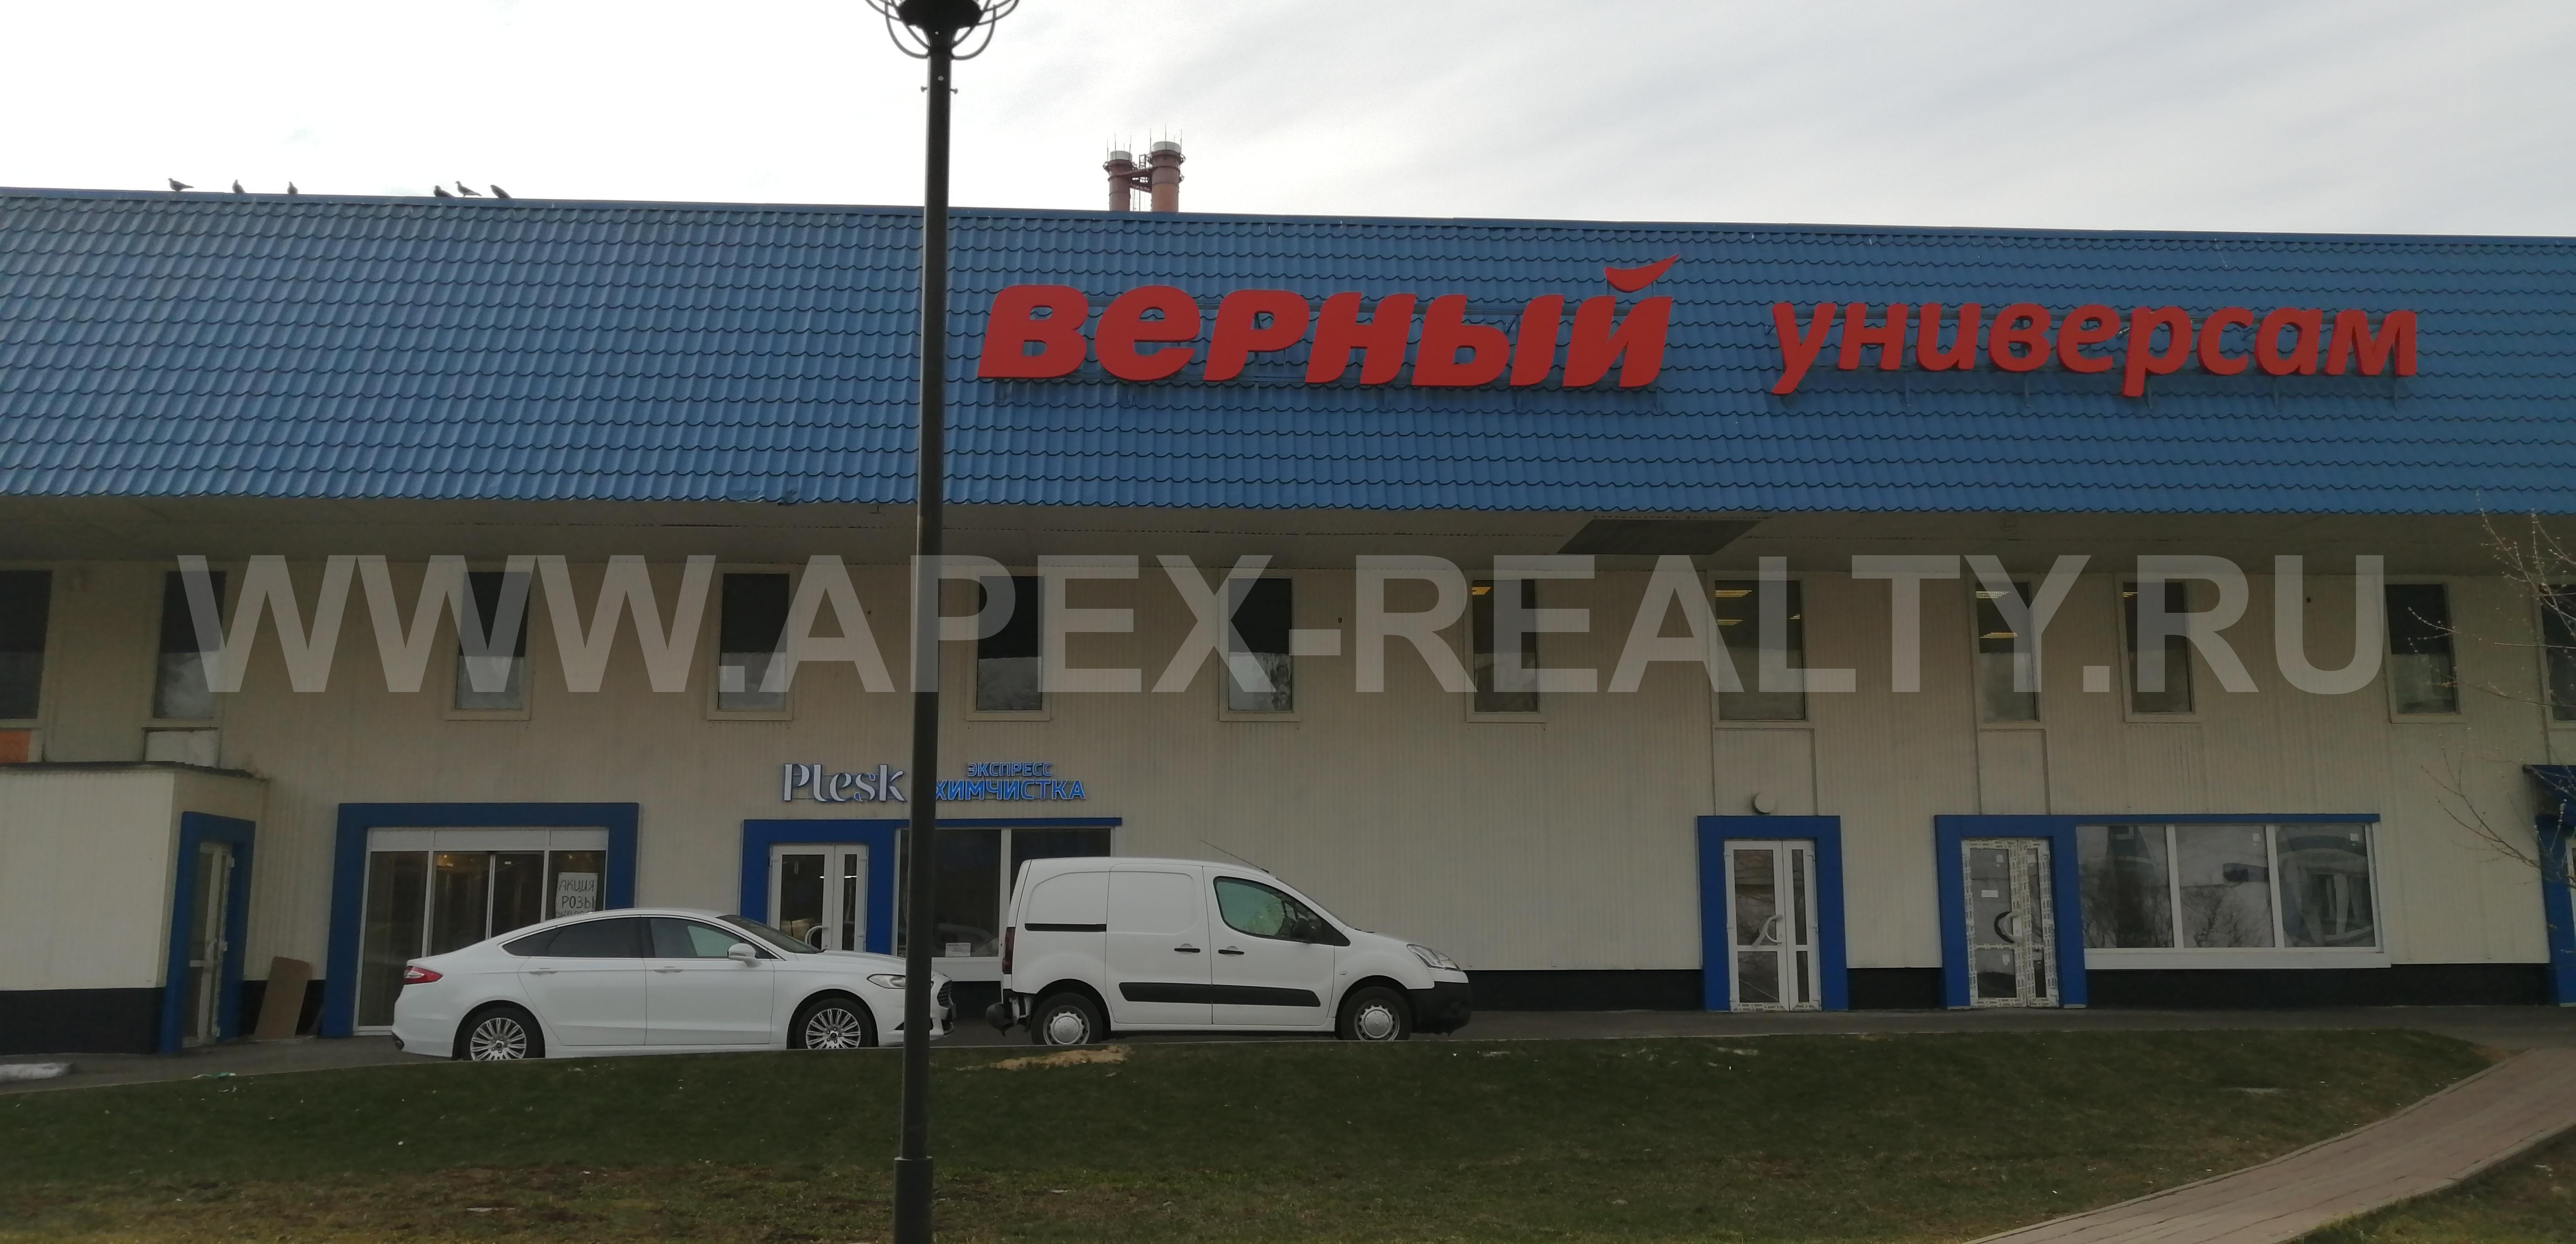 верный универсам
WWW.APEX-REALTY.RU
Plesk
ЭКСПРЕСС
ХИМЧИСТКА
АКЦИЯ
РОЗЫ